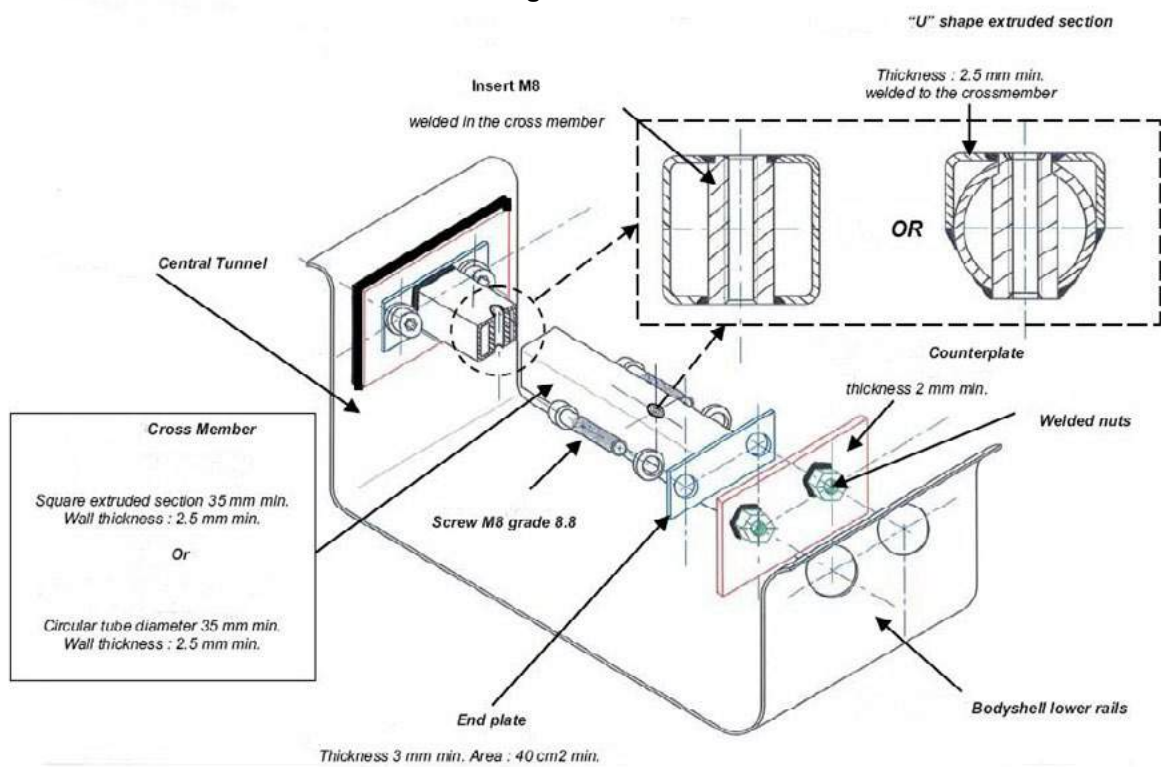 "U" shape extruded section
Thickness : 2.5 mm min.
welded to the crossmember
Insert M8
welded in the cross member
OR
Central Tunnel
Counterplate
thickness 2 mm min.
Welded nuts
Cross Member
Square extruded section 35 mm min.
Wall thickness : 2.5 mm min.
Or
Circular tube diameter 35 mm min.
Wall thickness : 2.5 mm min.
Screw M8 grade 8.8
End plate
Thickness 3 mm min. Area : 40 cm2 min.
Bodyshell lower rails